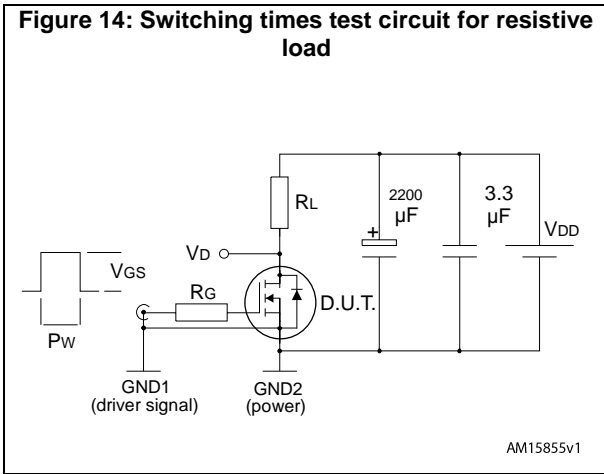 Figure 14: Switching times test circuit for resistive
load
RL
2200
μF
+
3.3
μF
VDD
VD
VGS
RG
D.U.T.
PW
GND1
(driver signal)
GND2
(power)
AM15855v1